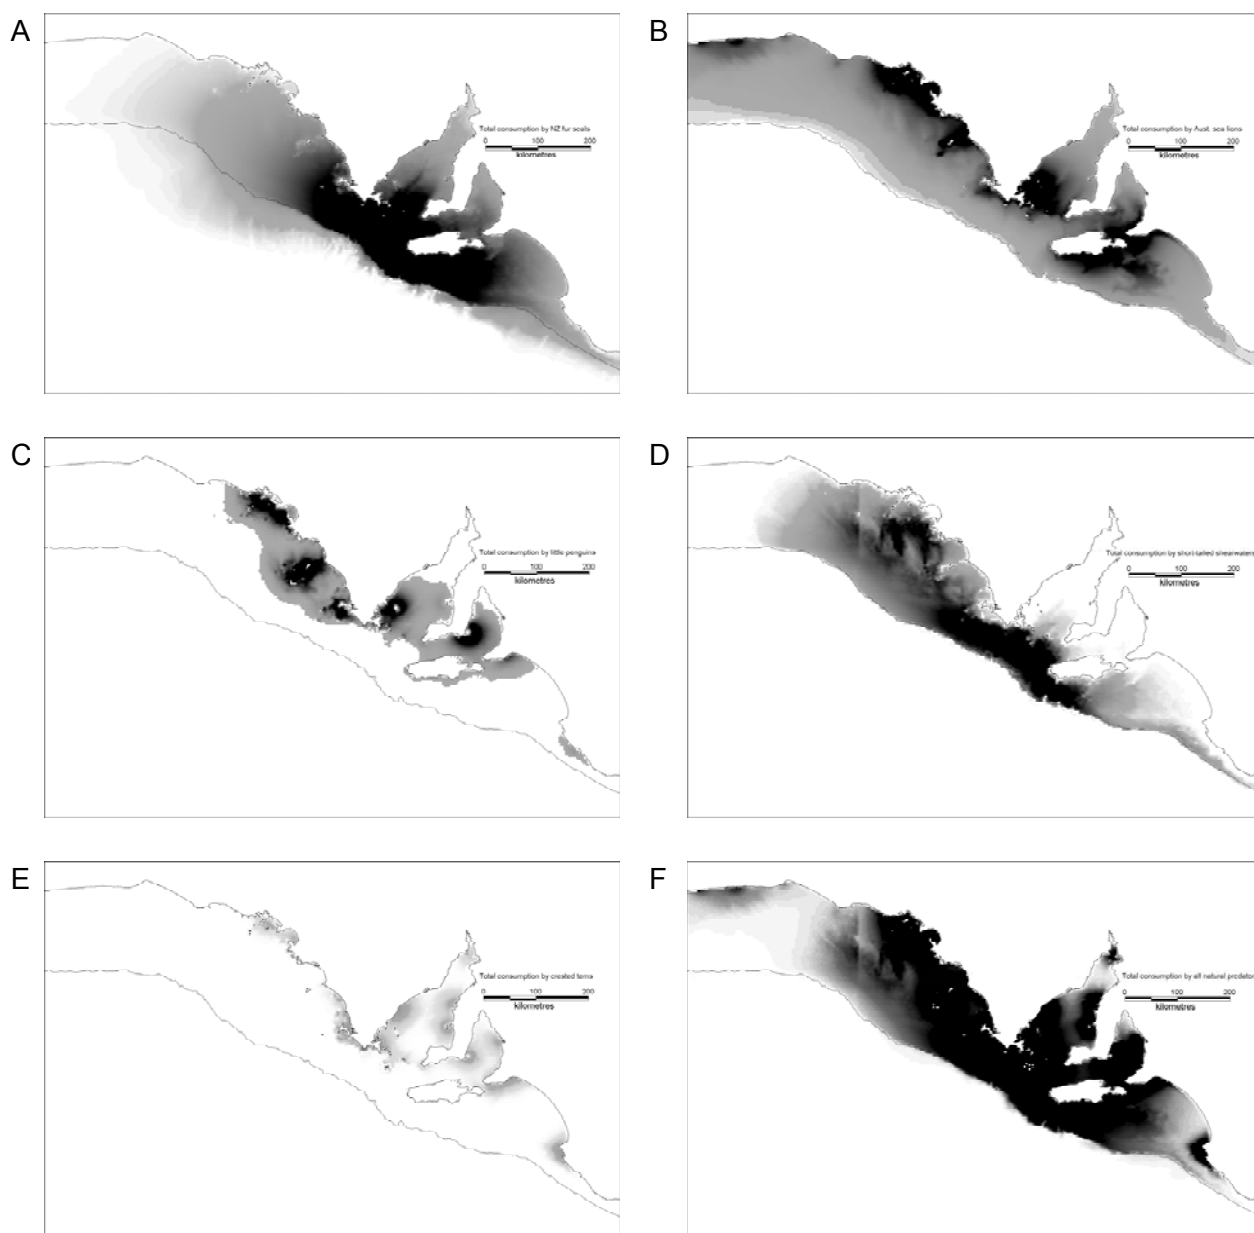 A
B
Total consumption by NZ fur seals
0 100 200
kilometres
Total consumption by Aust. sea lions
0 100 200
kilometres
C
D
Total consumption by little penguins
0 100 200
kilometres
Total consumption by short-tailed shearwaters
0 100 200
kilometres
E
F
Total consumption by crested terns
0 100 200
kilometres
Total consumption by all natural predator
0 100 200
kilometres